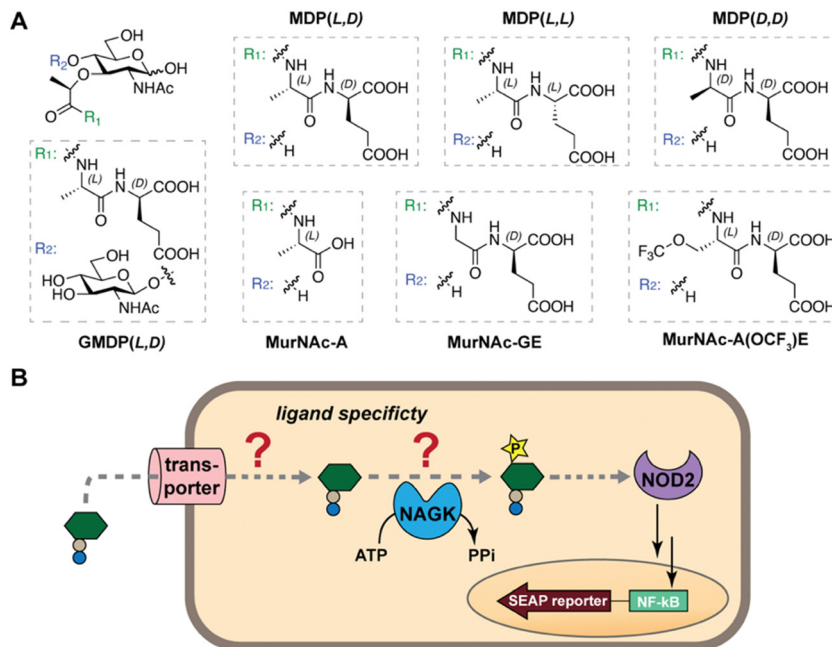 A
OH
HO
R2
O
O
OH
NHAc
O
O
R1
MDP(L,D)
R1:
NH
(L)
H
N
(D)
COOH
O
R2:
H
COOH
MDP(L,L)
R1:
NH
(L)
H
N
(L)
COOH
O
R2:
H
COOH
MDP(D,D)
R1:
NH
(D)
H
N
(D)
COOH
O
R2:
H
COOH
R1:
NH
(L)
H
N
(D)
COOH
O
COOH
R2:
OH
HO
HO
O
O
NHAc
GMDP(L,D)
R1:
NH
(L)
OH
O
R2:
H
MurNAc-A
R1:
NH
H
N
(D)
COOH
O
R2:
H
COOH
MurNAc-GE
R1:
NH
(L)
F3C
O
H
N
(D)
COOH
O
R2:
H
COOH
MurNAc-A(OCF3)E
B
ligand specificty
?
?
trans-
porter
P
NAGK
NOD2
ATP
PPi
SEAP reporter
NF-kB